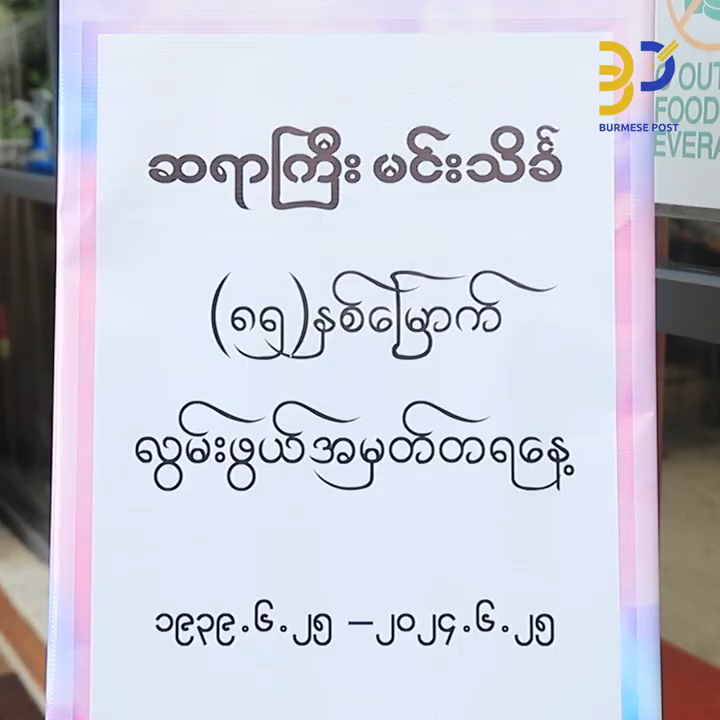 BURMESE POST
ဆရာကြီး မင်းသိင်္ခ
(၈၅)နှစ်မြောက်
လွမ်းဖွယ်အမှတ်တရနေ့
၁၉၃၉.၆.၂၅ –၂၀၂၄.၆.၂၅
FOOD